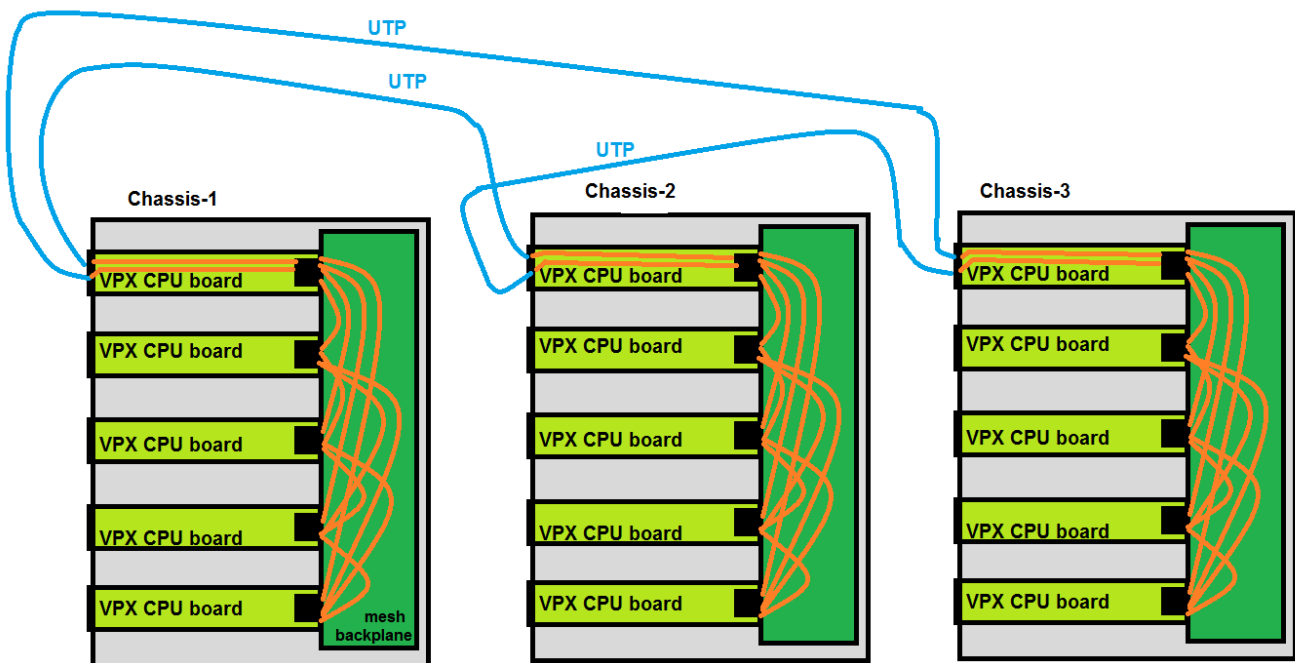 UTP
UTP
UTP
Chassis-1
VPX CPU board
VPX CPU board
VPX CPU board
VPX CPU board
VPX CPU board
mesh
backplane
Chassis-2
VPX CPU board
VPX CPU board
VPX CPU board
VPX CPU board
VPX CPU board
Chassis-3
VPX CPU board
VPX CPU board
VPX CPU board
VPX CPU board
VPX CPU board